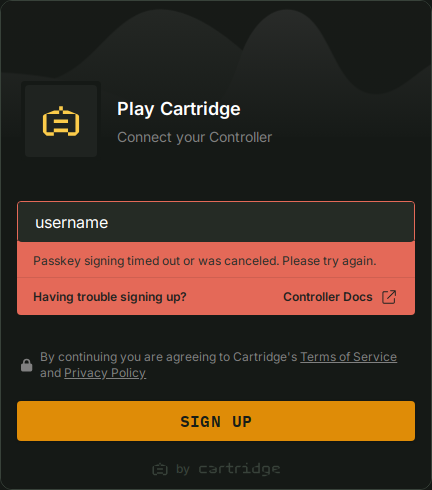 Play Cartridge
Connect your Controller
username
Passkey signing timed out or was canceled. Please try again.
Having trouble signing up? Controller Docs
By continuing you are agreeing to Cartridge's Terms of Service
and Privacy Policy
SIGN UP
by cartridge